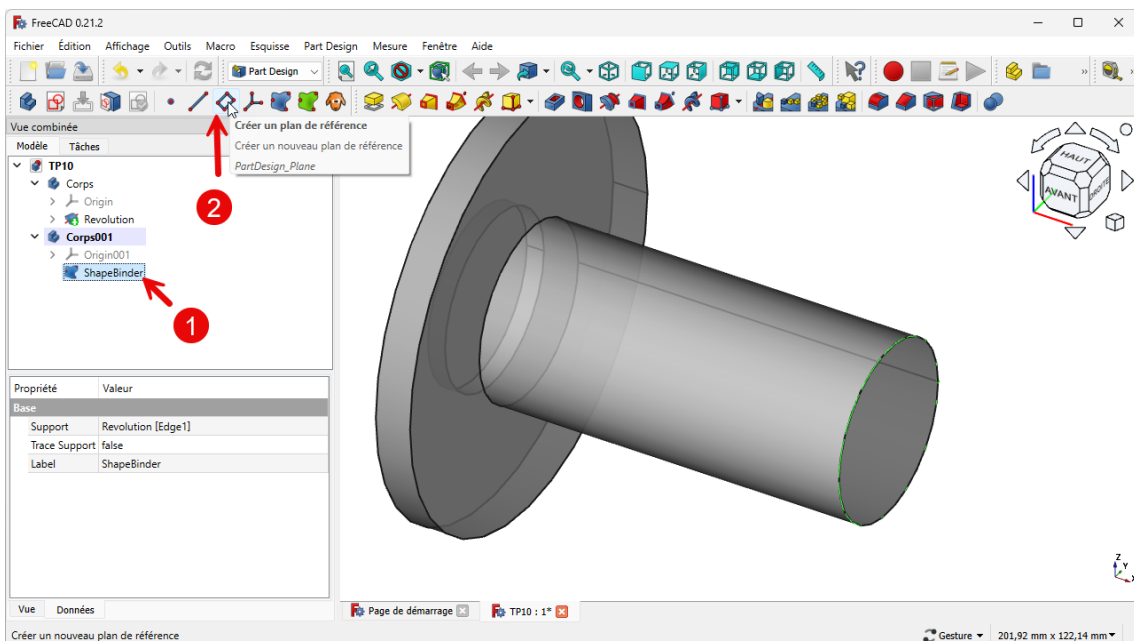 FreeCAD 0.21.2
Fichier Édition Affichage Outils Macro Esquisse Part Design Mesure Fenêtre Aide
Part Design
Vue combinée
Créer un plan de référence
Modèle Tâches
Créer un nouveau plan de référence
PartDesign_Plane
TP10
Corps
Origin
Revolution
Corps001
Origin001
ShapeBinder
1
2
HAUT
AVANT
DROITE
Propriété Valeur
Base
Support Revolution [Edge1]
Trace Support false
Label ShapeBinder
Z
Y
X
Vue Données
Page de démarrage
TP10 : 1*
Créer un nouveau plan de référence
Gesture
201,92 mm x 122,14 mm